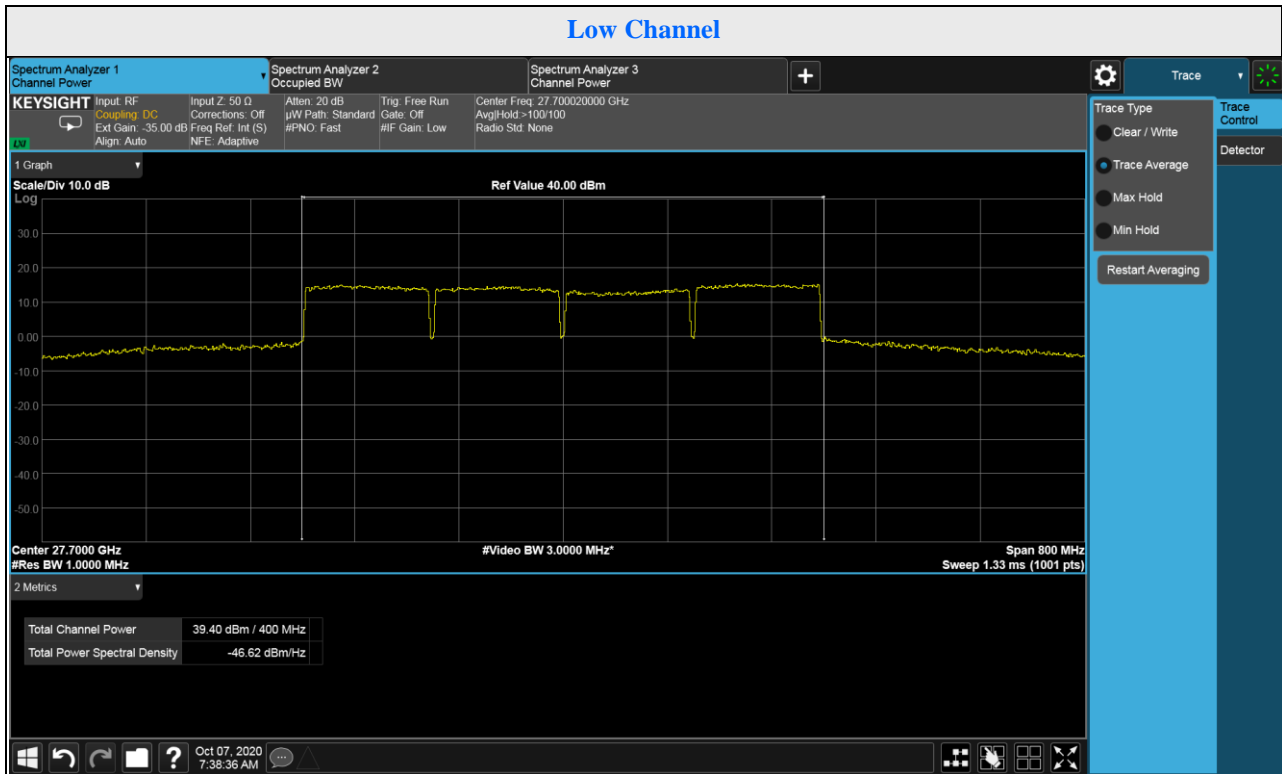 Low Channel
Spectrum Analyzer 1
Channel Power
Spectrum Analyzer 2
Occupied BW
Spectrum Analyzer 3
Channel Power
Trace
KEYSIGHT
Input: RF
Coupling: DC
Ext Gain: -35.00 dB
Align: Auto
Input Z: 50 Ω
Corrections: Off
Freq Ref: Int (S)
NFE: Adaptive
Atten: 20 dB
µW Path: Standard
#PNO: Fast
Trig: Free Run
Gate: Off
#IF Gain: Low
Center Freq: 27.700020000 GHz
Avg|Hold:>100/100
Radio Std: None
LXI
Trace Type
Clear / Write
Trace Average
Max Hold
Min Hold
Restart Averaging
Trace
Control
Detector
1 Graph
Scale/Div 10.0 dB
Ref Value 40.00 dBm
Log
30.0
20.0
10.0
0.00
-10.0
-20.0
-30.0
-40.0
-50.0
Center 27.7000 GHz
#Video BW 3.0000 MHz*
Span 800 MHz
#Res BW 1.0000 MHz
Sweep 1.33 ms (1001 pts)
2 Metrics
Total Channel Power 39.40 dBm / 400 MHz
Total Power Spectral Density -46.62 dBm/Hz
Oct 07, 2020
7:38:36 AM